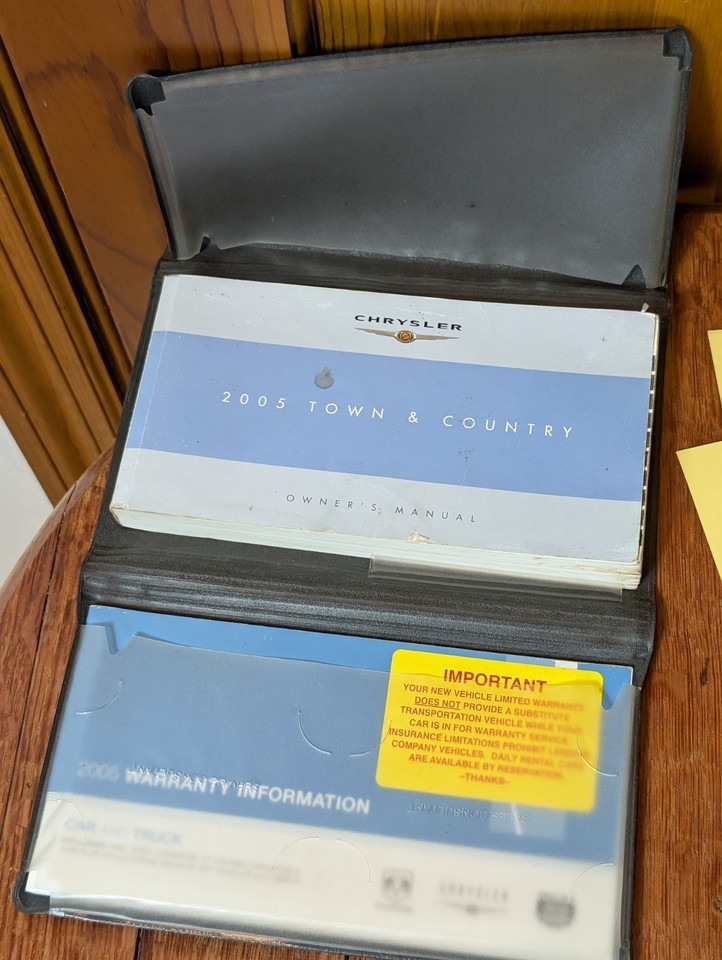 CHRYSLER
2005 TOWN & COUNTRY
OWNER'S MANUAL
IMPORTANT
YOUR NEW VEHICLE LIMITED WARRANTY
DOES NOT PROVIDE A SUBSTITUTE
TRANSPORTATION VEHICLE WHILE YOUR
CAR IS IN FOR WARRANTY SERVICE.
INSURANCE LIMITATIONS PROHIBIT
COMPANY VEHICLES. DAILY RENTAL CARS
ARE AVAILABLE BY RESERVATION.
-THANKS-
2005 WARRANTY INFORMATION
SALES CONSULTANT
CAR AND TRUCK
CHRYSLER